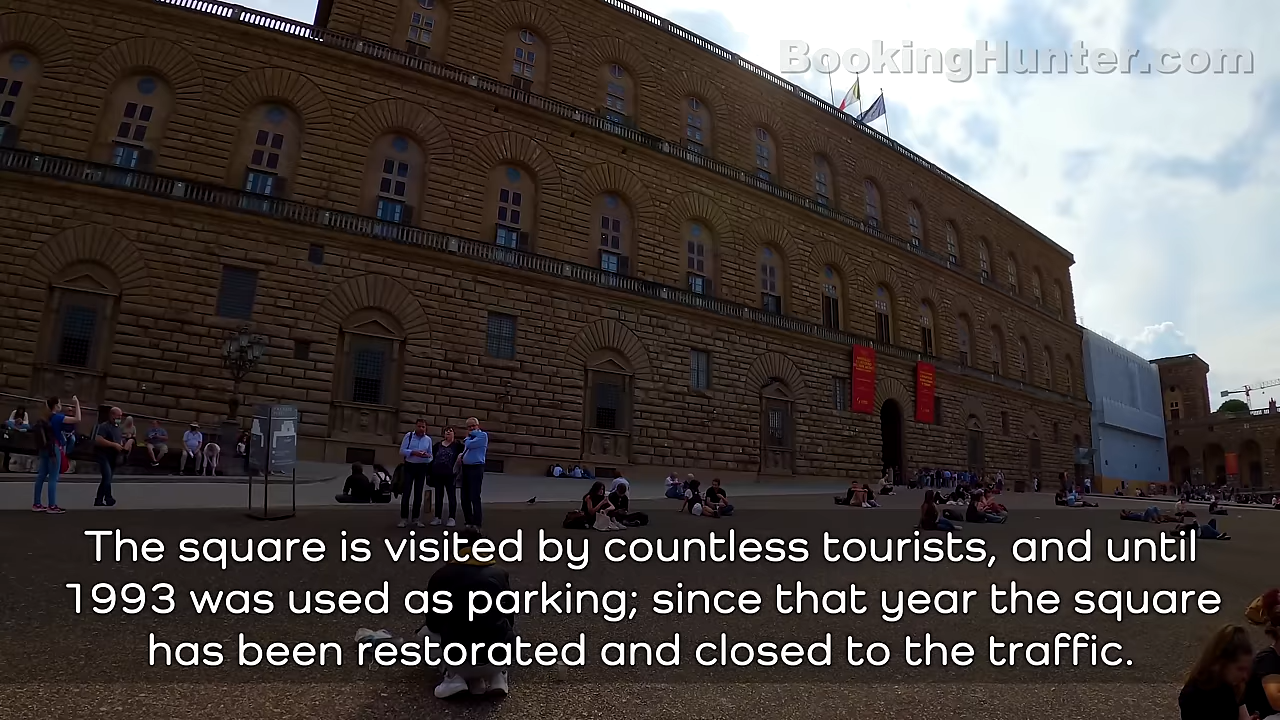 BookingHunter.com
The square is visited by countless tourists, and until
1993 was used as parking; since that year the square
has been restorated and closed to the traffic.